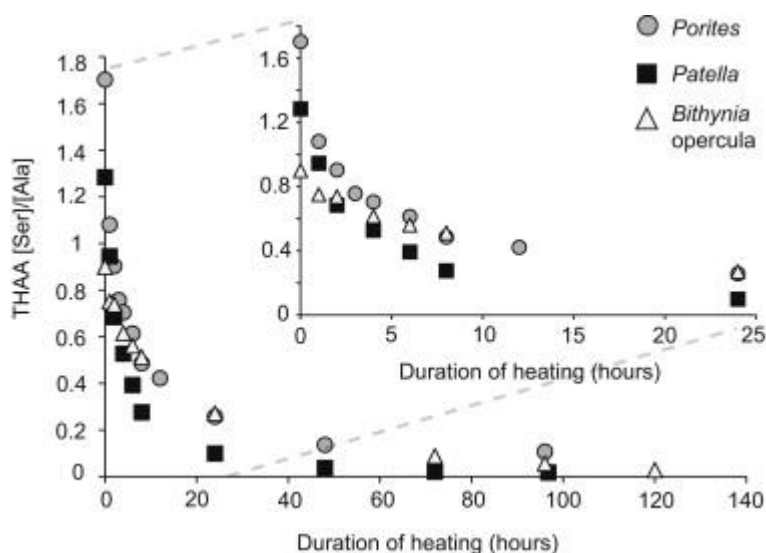 Porites
Patella
Bithynia
opercula
THAA [Ser]/[Ala]
1.8
1.6
1.4
1.2
1
0.8
0.6
0.4
0.2
0
0 20 40 60 80 100 120 140
Duration of heating (hours)
1.6
1.2
0.8
0.4
0
0 5 10 15 20 25
Duration of heating (hours)